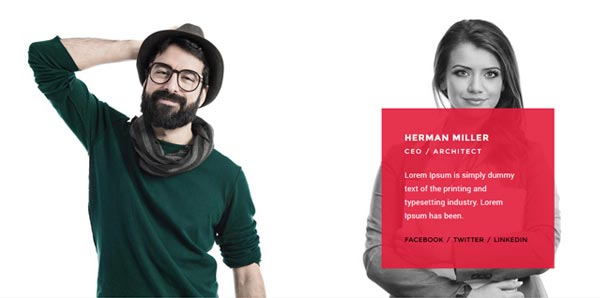 HERMAN MILLER
CEO / ARCHITECT
Lorem Ipsum is simply dummy
text of the printing and
typesetting industry. Lorem
Ipsum has been.
FACEBOOK / TWITTER / LINKEDIN